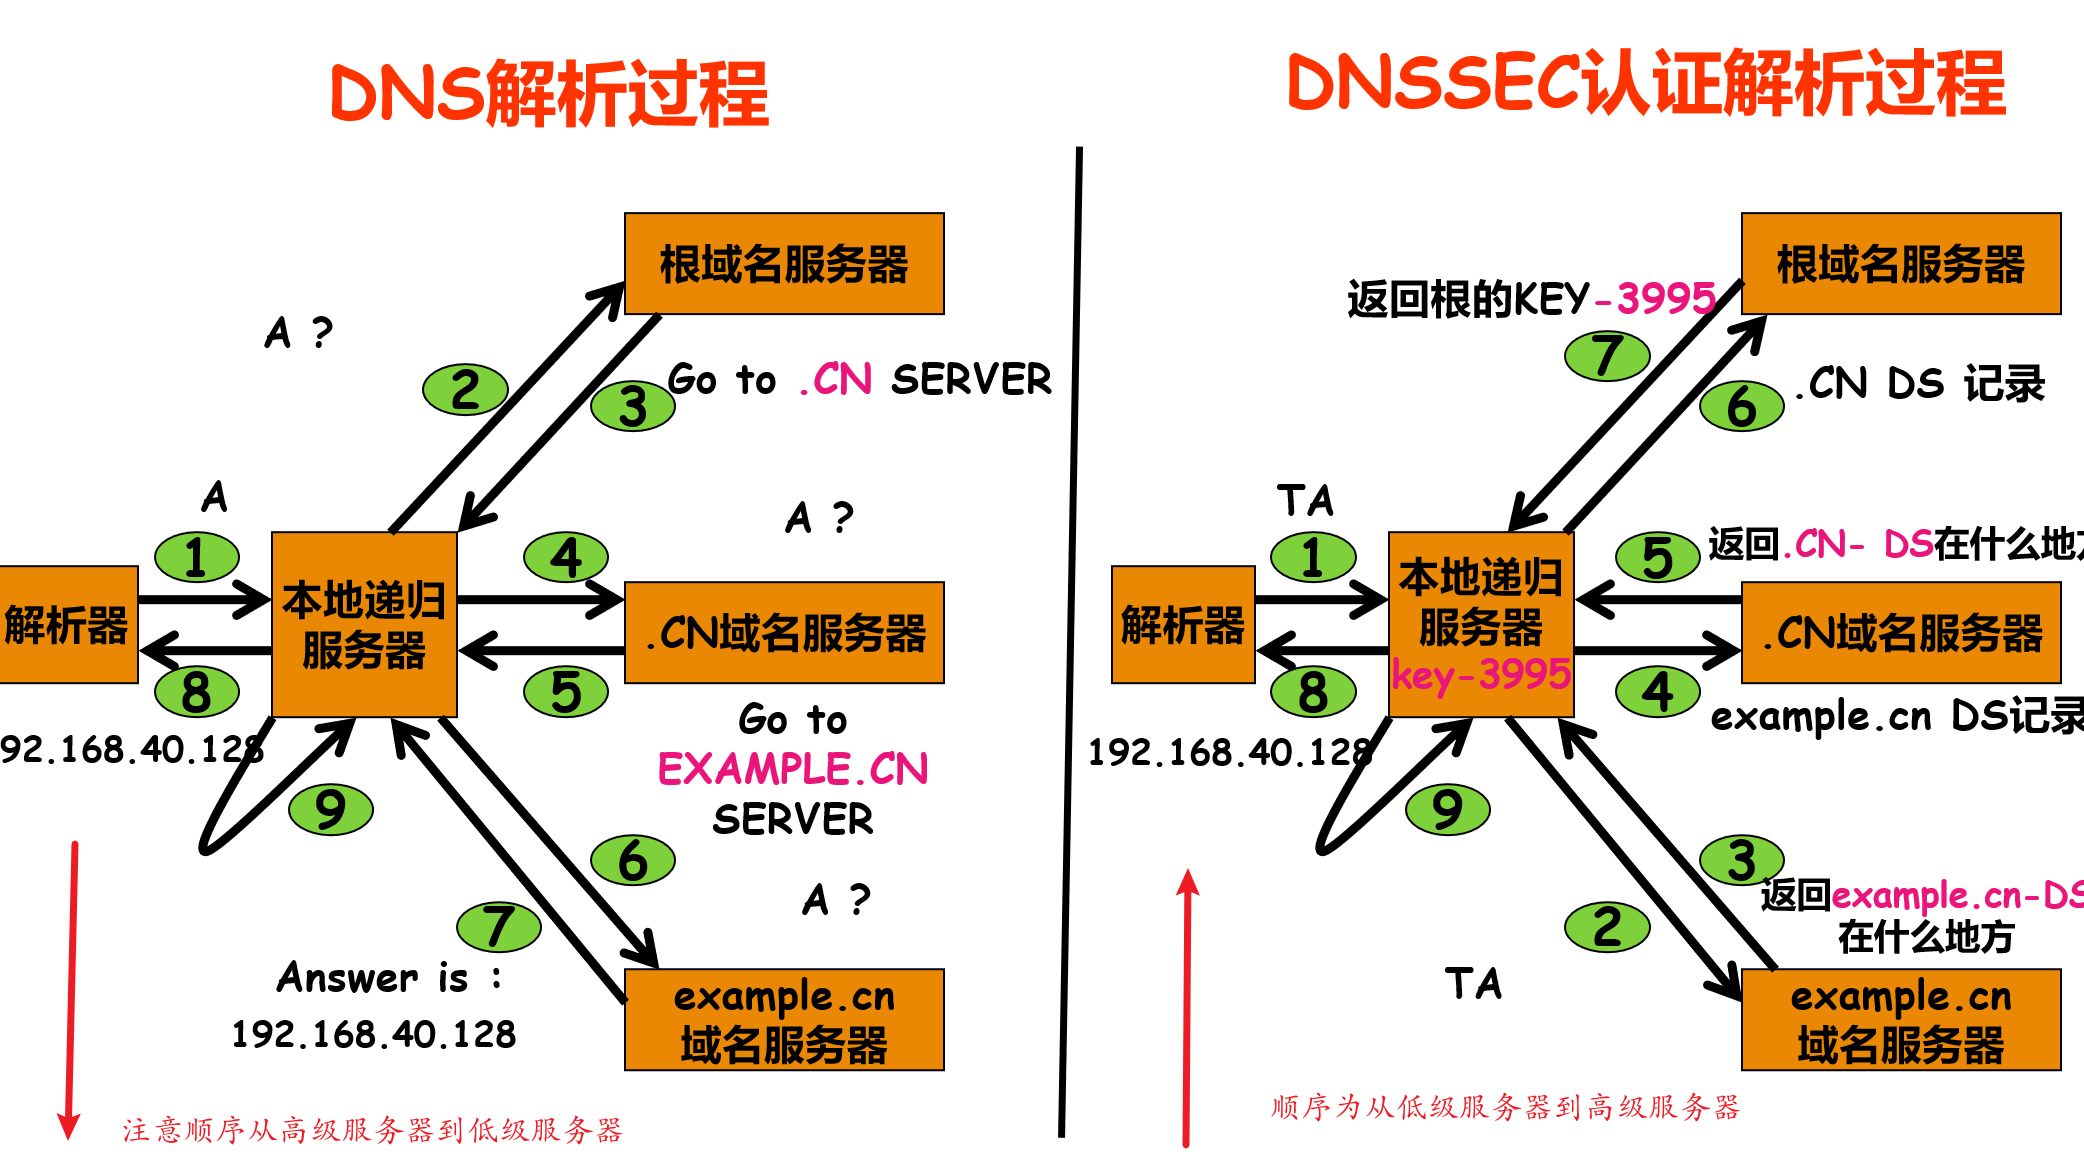 DNS解析过程
根域名服务器
A ?
2
3
Go to .CN SERVER
A
A ?
1
4
解析器
本地递归
服务器
.CN域名服务器
8
5
92.168.40.128
Go to
EXAMPLE.CN
SERVER
9
6
A ?
7
Answer is :
192.168.40.128
example.cn
域名服务器
注意顺序从高级服务器到低级服务器
DNSSEC认证解析过程
根域名服务器
返回根的KEY-3995
7
6
.CN DS 记录
TA
1
5
返回.CN- DS在什么地方
解析器
本地递归
服务器
key-3995
.CN域名服务器
8
4
example.cn DS记录
192.168.40.128
9
3
返回example.cn-DS
在什么地方
2
TA
example.cn
域名服务器
顺序为从低级服务器到高级服务器